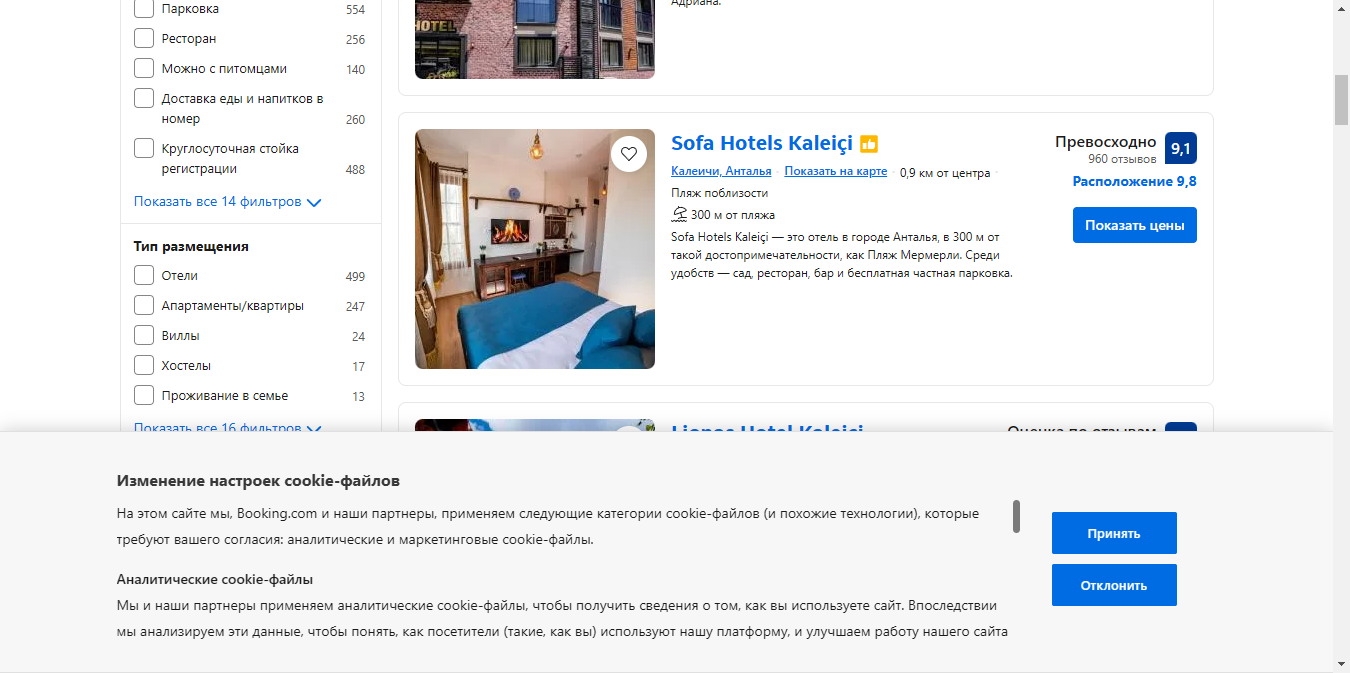 Парковка 554
Ресторан 256
Можно с питомцами 140
Доставка еды и напитков в
номер 260
Круглосуточная стойка
регистрации 488
Показать все 14 фильтров
Тип размещения
Отели 499
Апартаменты/квартиры 247
Виллы 24
Хостелы 17
Проживание в семье 13
Показать все 16 фильтров
Адриана.
HOTEL
Sofa Hotels Kaleiçi
Калеичи, Анталья · Показать на карте · 0,9 км от центра ·
Пляж поблизости
300 м от пляжа
Sofa Hotels Kaleiçi — это отель в городе Анталья, в 300 м от
такой достопримечательности, как Пляж Мермерли. Среди
удобств — сад, ресторан, бар и бесплатная частная парковка.
Превосходно 9,1
960 отзывов
Расположение 9,8
Показать цены
Lianas Hotel Kaleici
Оценка по отзывам
Изменение настроек cookie-файлов
На этом сайте мы, Booking.com и наши партнеры, применяем следующие категории cookie-файлов (и похожие технологии), которые
требуют вашего согласия: аналитические и маркетинговые cookie-файлы.
Аналитические cookie-файлы
Мы и наши партнеры применяем аналитические cookie-файлы, чтобы получить сведения о том, как вы используете сайт. Впоследствии
мы анализируем эти данные, чтобы понять, как посетители (такие, как вы) используют нашу платформу, и улучшаем работу нашего сайта
Принять
Отклонить